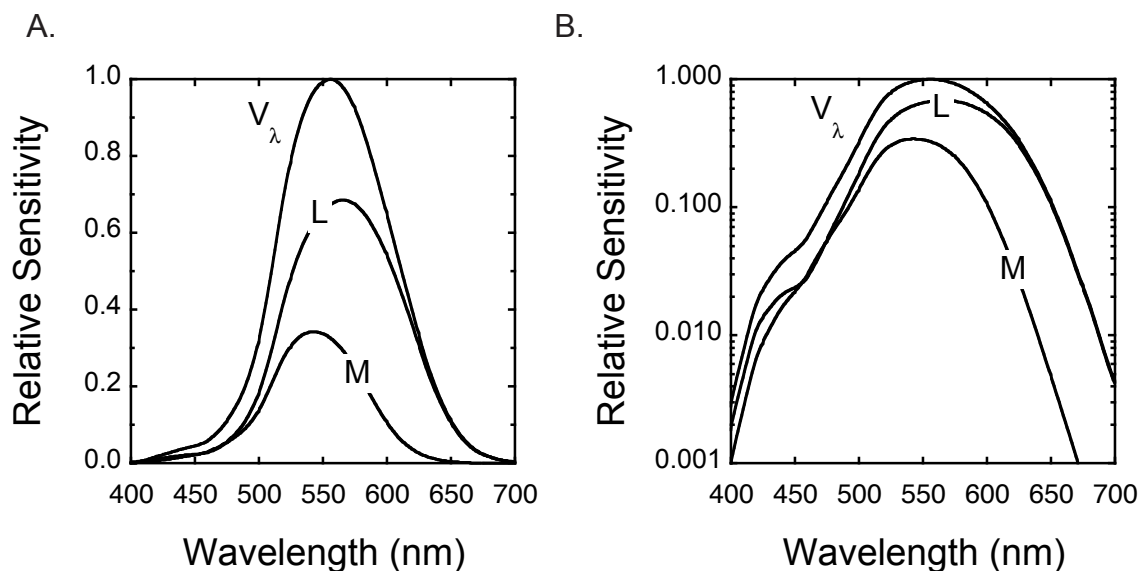 A.
Relative Sensitivity
1.0
0.8
0.6
0.4
0.2
0.0
V λ
L
M
400 450 500 550 600 650 700
Wavelength (nm)
B.
Relative Sensitivity
1.000
0.100
0.010
0.001
V λ
L
M
400 450 500 550 600 650 700
Wavelength (nm)